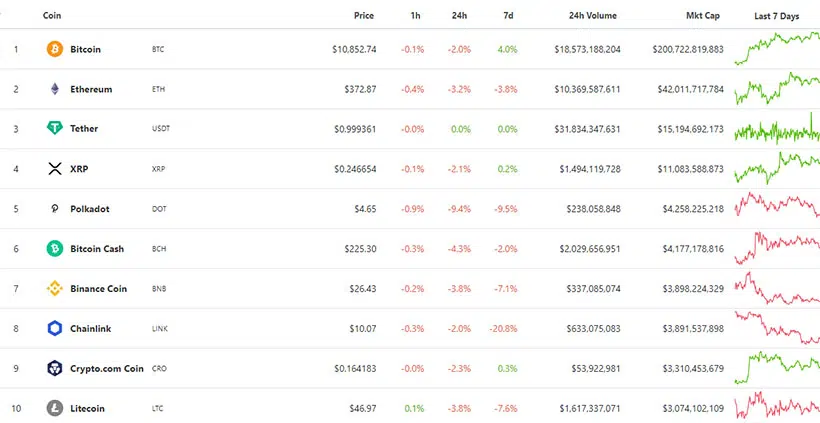 Coin Price 1h 24h 7d 24h Volume Mkt Cap Last 7 Days
1 Bitcoin BTC $10,852.74 -0.1% -2.0% 4.0% $18,573,188,204 $200,722,819,883
2 Ethereum ETH $372.87 -0.4% -3.2% -3.8% $10,369,587,611 $42,011,717,784
3 Tether USDT $0.999361 -0.0% 0.0% 0.0% $31,834,347,631 $15,194,692,173
4 XRP XRP $0.246654 -0.1% -2.1% 0.2% $1,494,119,728 $11,083,588,873
5 Polkadot DOT $4.65 -0.9% -9.4% -9.5% $238,058,848 $4,258,225,218
6 Bitcoin Cash BCH $225.30 -0.3% -4.3% -2.0% $2,029,656,951 $4,177,178,816
7 Binance Coin BNB $26.43 -0.2% -3.8% -7.1% $337,085,074 $3,898,224,329
8 Chainlink LINK $10.07 -0.3% -2.0% -20.8% $633,075,083 $3,891,537,898
9 Crypto.com Coin CRO $0.164183 -0.0% -2.3% 0.3% $53,922,981 $3,310,453,679
10 Litecoin LTC $46.97 0.1% -3.8% -7.6% $1,617,337,071 $3,074,102,109